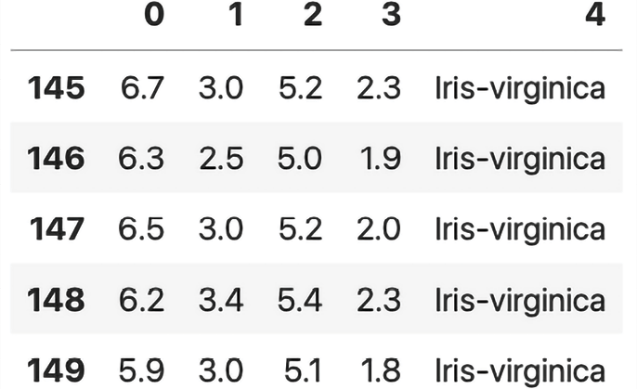 0 1 2 3 4
145 6.7 3.0 5.2 2.3 Iris-virginica
146 6.3 2.5 5.0 1.9 Iris-virginica
147 6.5 3.0 5.2 2.0 Iris-virginica
148 6.2 3.4 5.4 2.3 Iris-virginica
149 5.9 3.0 5.1 1.8 Iris-virginica